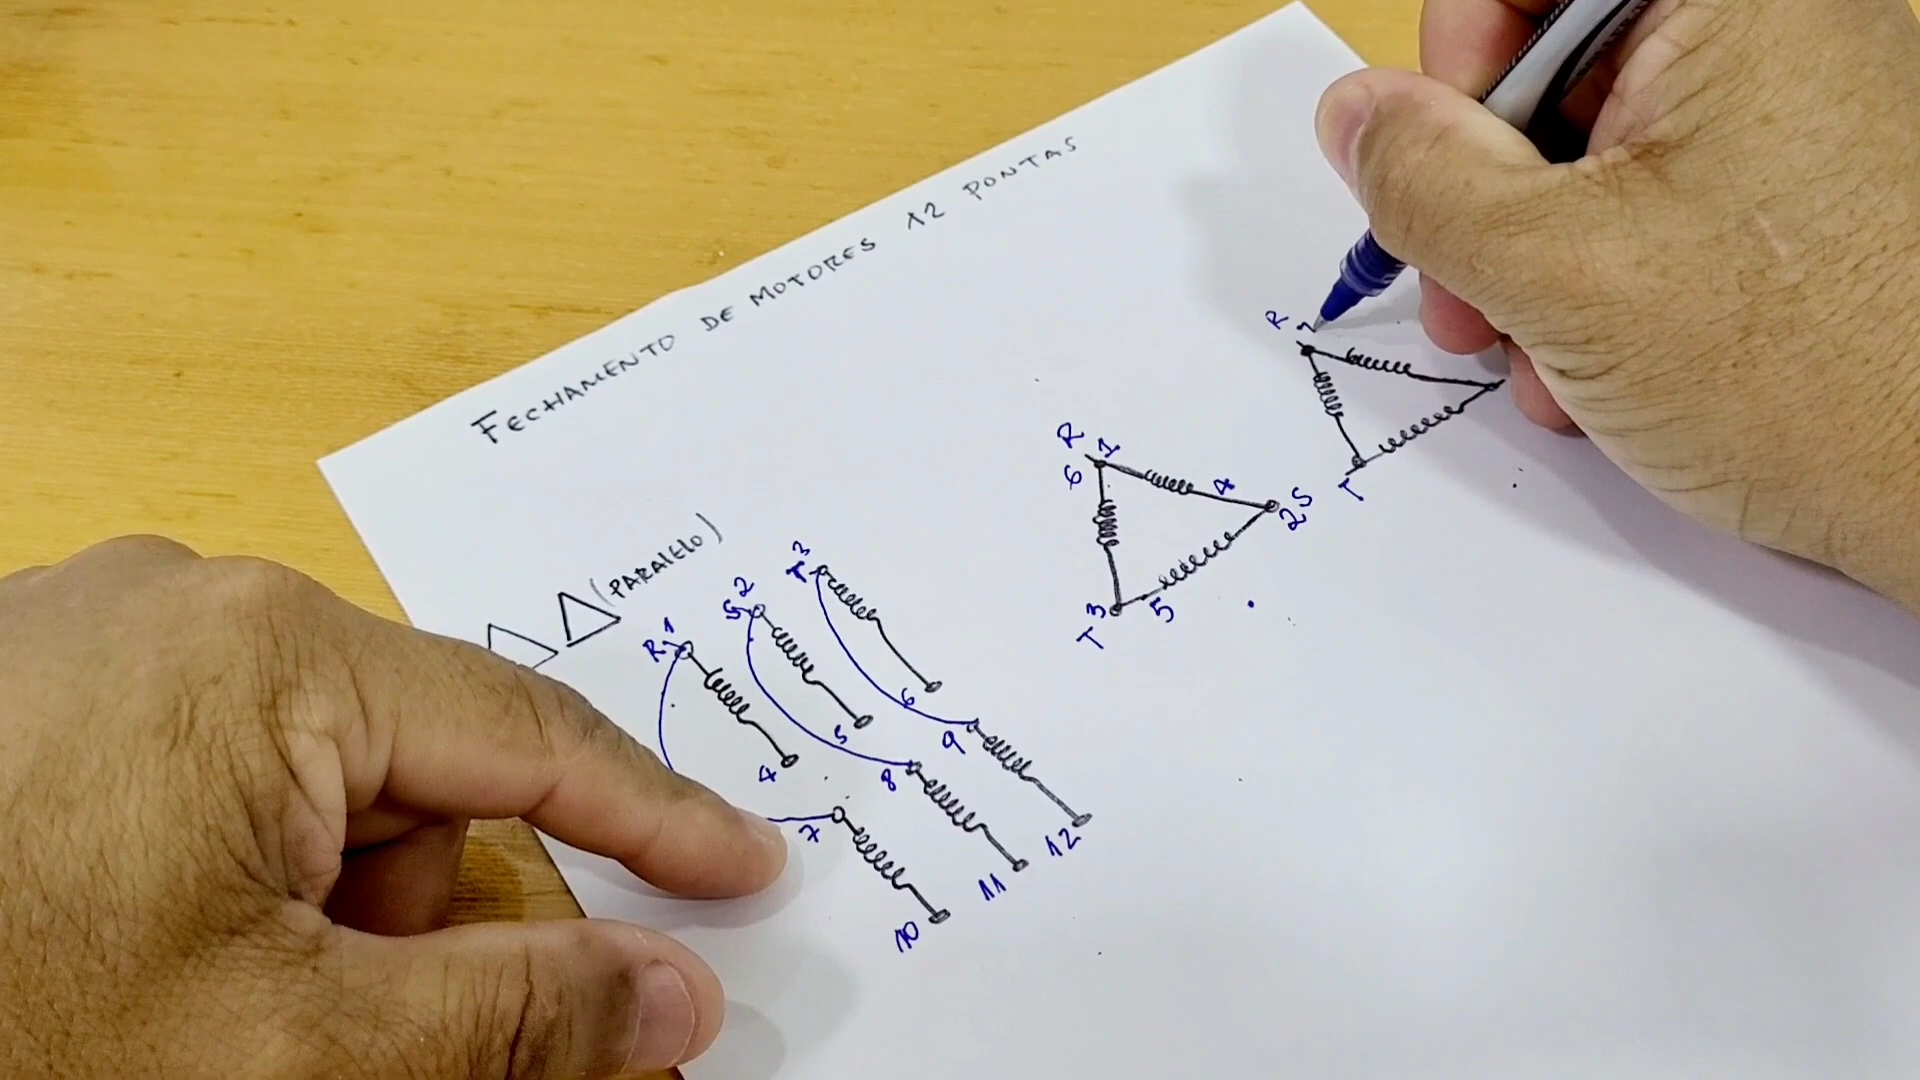 FECHAMENTO DE MOTORES 12 PONTAS
(PARALELO)
R 1
S 2
T 3
4
5
6
7
8
9
10
11
12
R
1
6
4
2 S
T 3
5
R
7
T